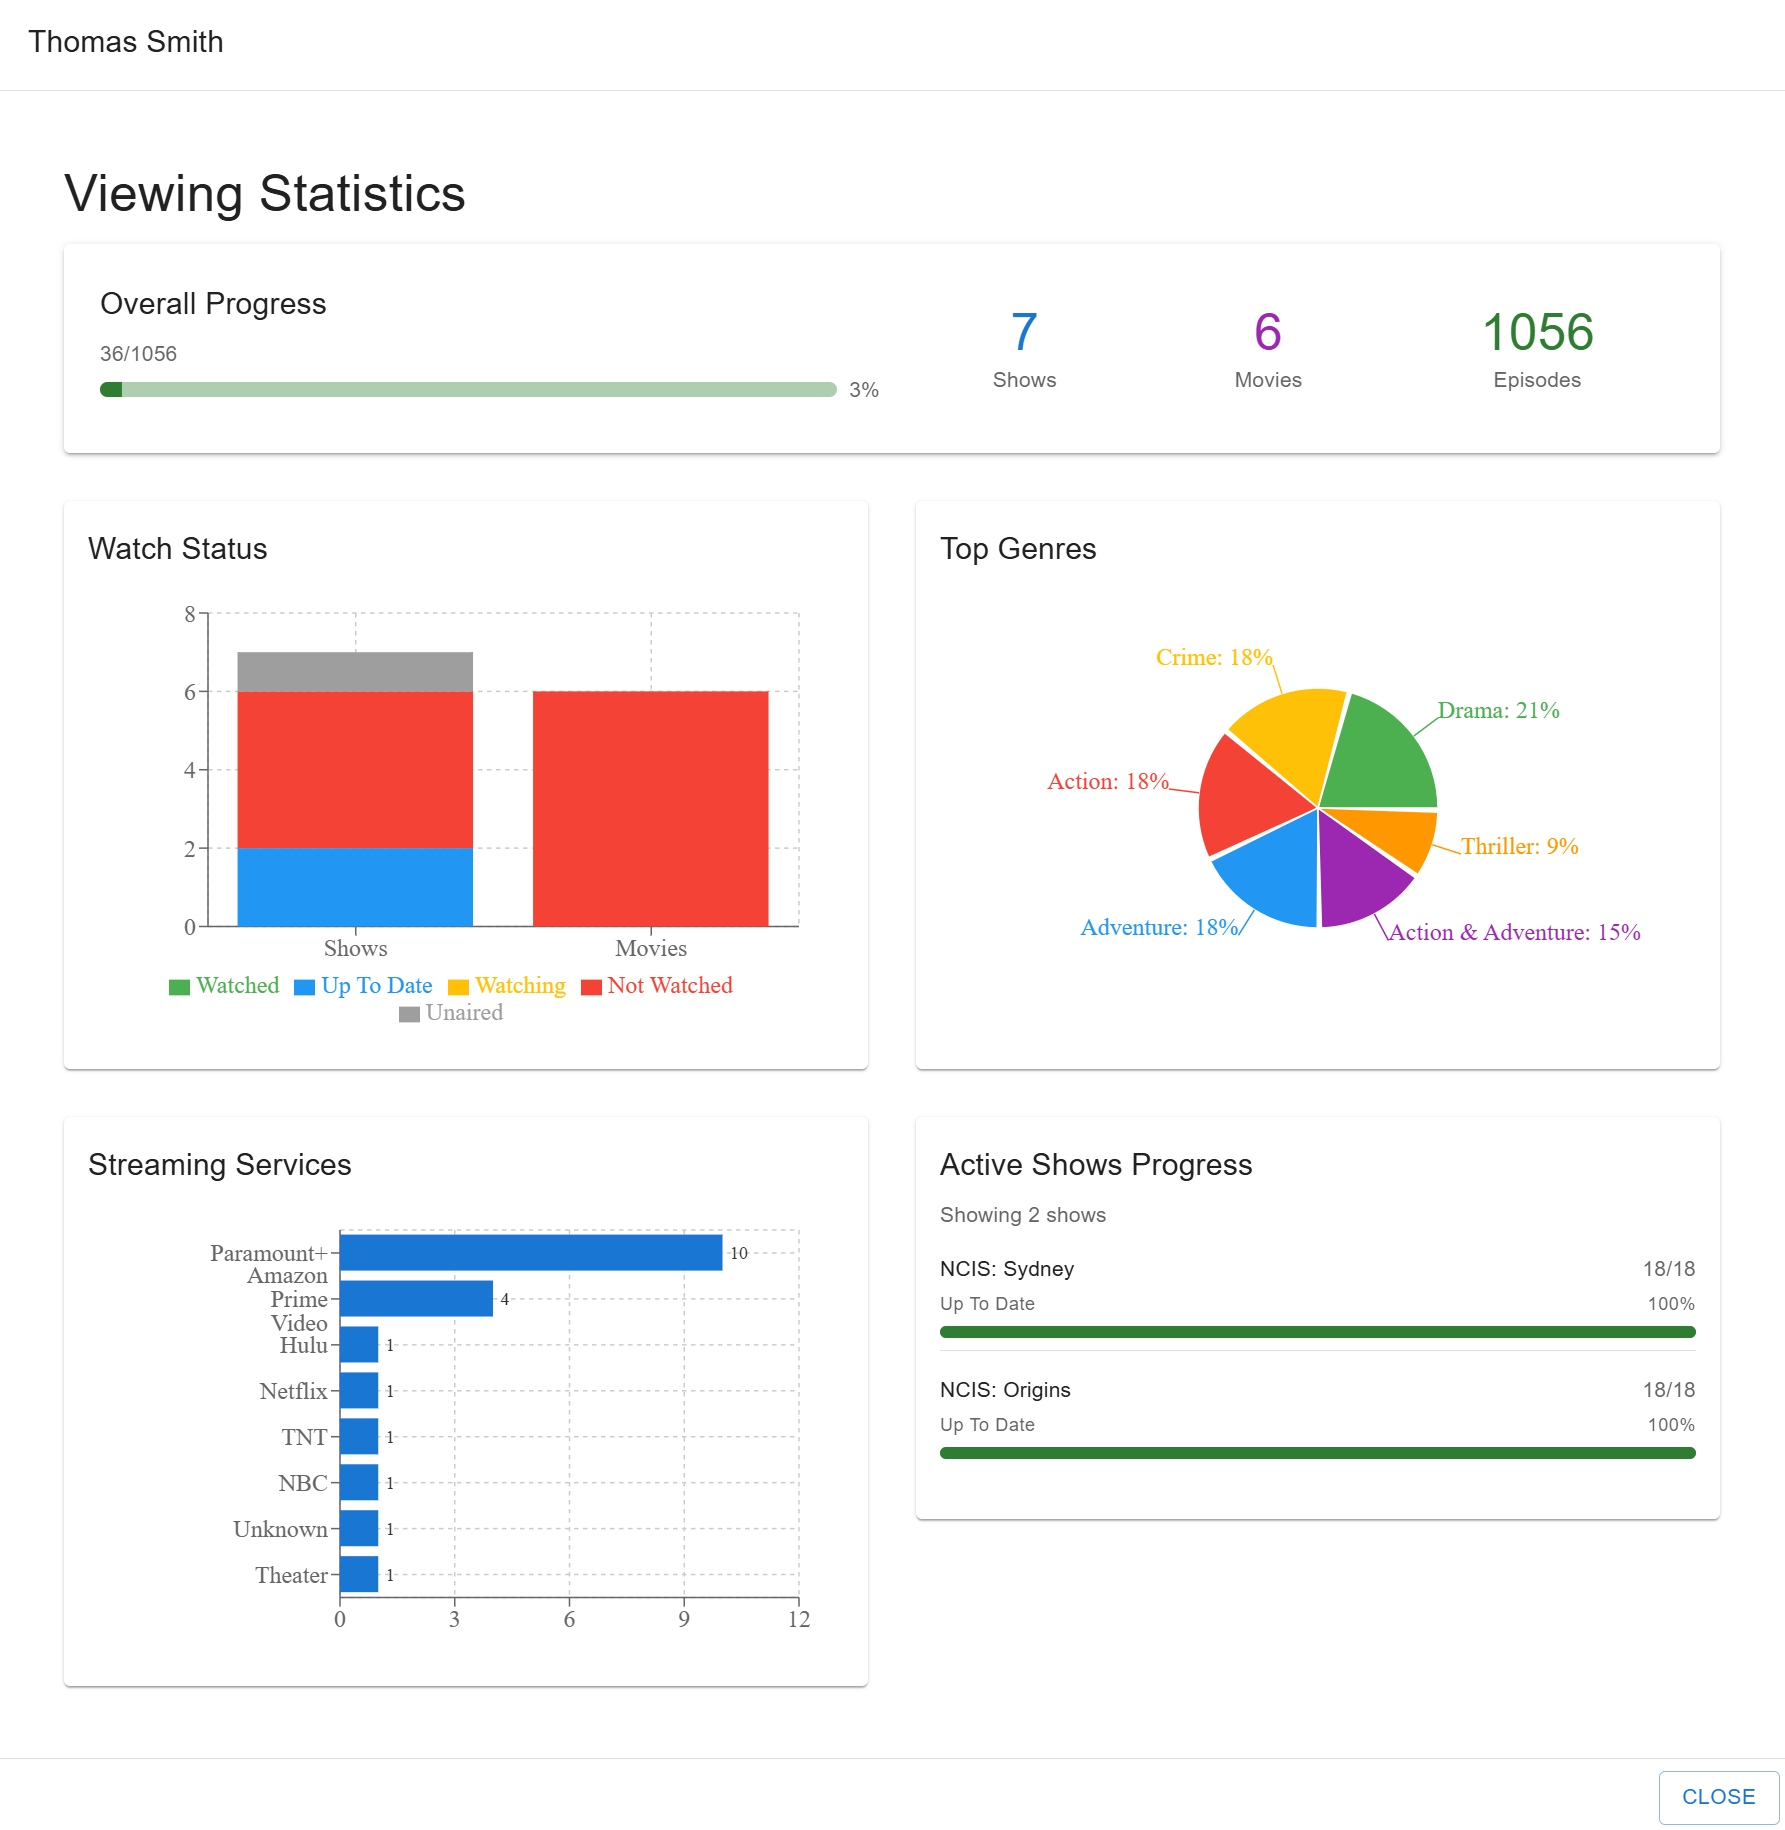 Thomas Smith
Viewing Statistics
Overall Progress
36/1056
3%
7
Shows
6
Movies
1056
Episodes
Watch Status
8
6
4
2
0
Shows
Movies
Watched
Up To Date
Watching
Not Watched
Unaired
Top Genres
Crime: 18%
Drama: 21%
Action: 18%
Thriller: 9%
Adventure: 18%
Action & Adventure: 15%
Streaming Services
Paramount+
10
Amazon
Prime
Video
4
Hulu
1
Netflix
1
TNT
1
NBC
1
Unknown
1
Theater
1
0
3
6
9
12
Active Shows Progress
Showing 2 shows
NCIS: Sydney
18/18
Up To Date
100%
NCIS: Origins
18/18
Up To Date
100%
CLOSE